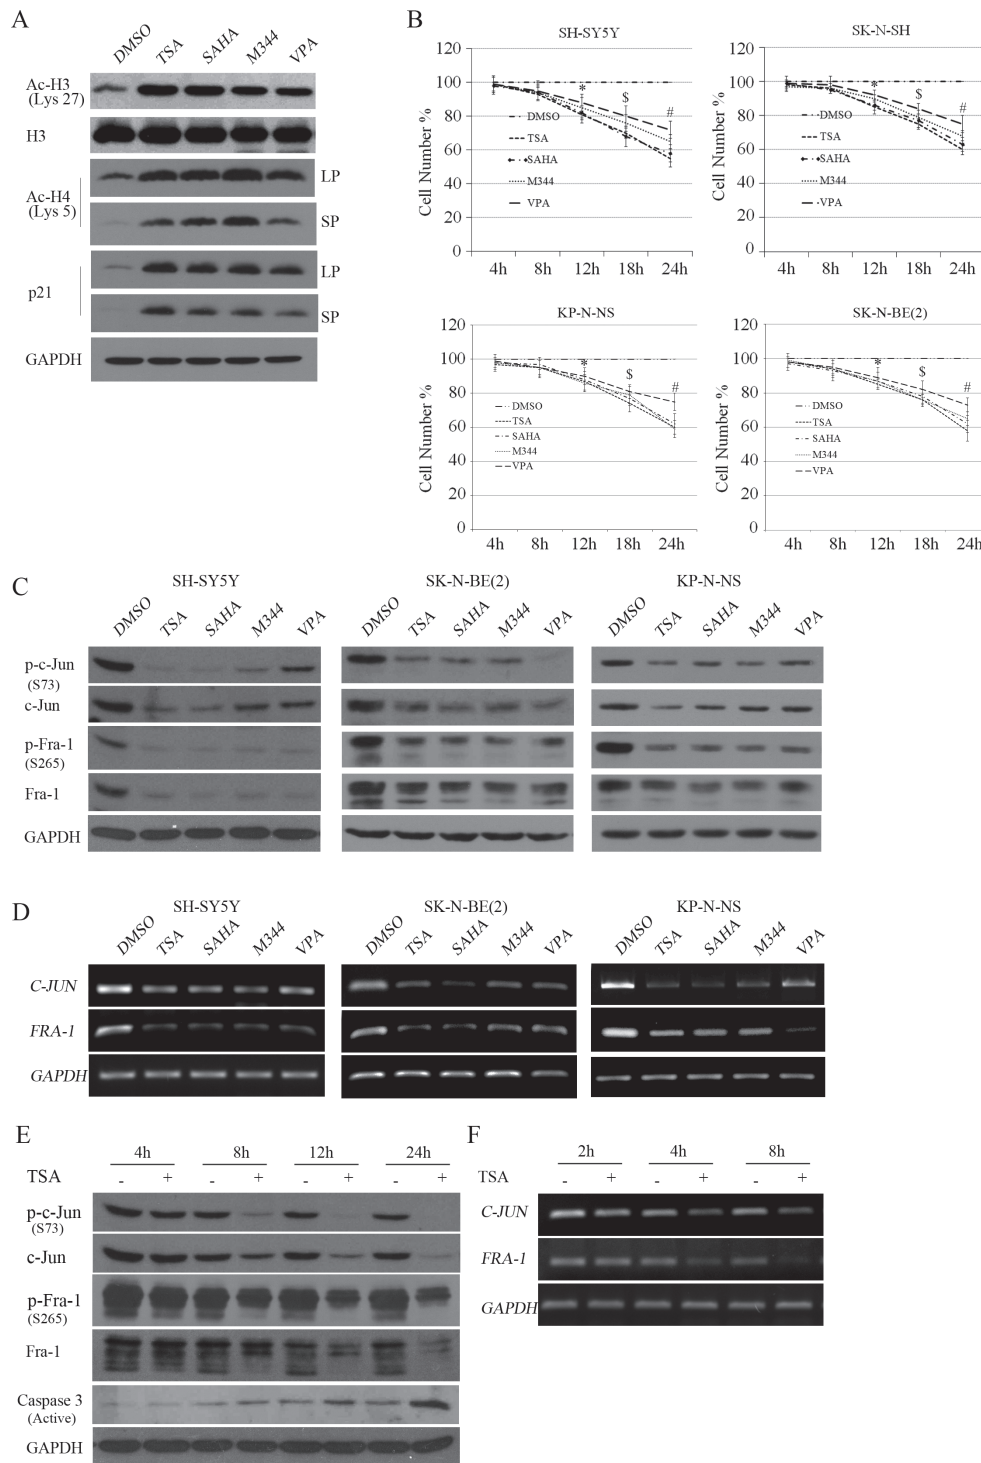 A
DMSO TSA SAHA M344 VPA
Ac-H3
(Lys 27)
H3
Ac-H4
(Lys 5)
LP
SP
p21
LP
SP
GAPDH
B
SH-SY5Y
Cell Number %
120
100
80
60
40
20
0
* $ #
DMSO
TSA
SAHA
M344
VPA
4h 8h 12h 18h 24h
SK-N-SH
Cell Number %
120
100
80
60
40
20
0
* $ #
DMSO
TSA
SAHA
M344
VPA
4h 8h 12h 18h 24h
KP-N-NS
Cell Number %
120
100
80
60
40
20
0
* $ #
DMSO
TSA
SAHA
M344
VPA
4h 8h 12h 18h 24h
SK-N-BE(2)
Cell Number %
120
100
80
60
40
20
0
* $ #
DMSO
TSA
SAHA
M344
VPA
4h 8h 12h 18h 24h
C
SH-SY5Y SK-N-BE(2) KP-N-NS
DMSO TSA SAHA M344 VPA DMSO TSA SAHA M344 VPA DMSO TSA SAHA M344 VPA
p-c-Jun
(S73)
c-Jun
p-Fra-1
(S265)
Fra-1
GAPDH
D
SH-SY5Y SK-N-BE(2) KP-N-NS
DMSO TSA SAHA M344 VPA DMSO TSA SAHA M344 VPA DMSO TSA SAHA M344 VPA
C-JUN
FRA-1
GAPDH
E
4h 8h 12h 24h
TSA - + - + - + - +
p-c-Jun
(S73)
c-Jun
p-Fra-1
(S265)
Fra-1
Caspase 3
(Active)
GAPDH
F
2h 4h 8h
TSA - + - + - +
C-JUN
FRA-1
GAPDH